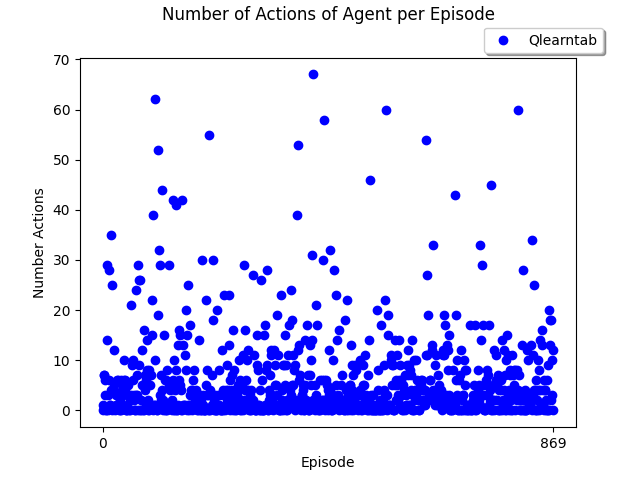 Number of Actions of Agent per Episode
Qlearntab
70
60
50
40
30
20
10
0
Number Actions
0 869
Episode